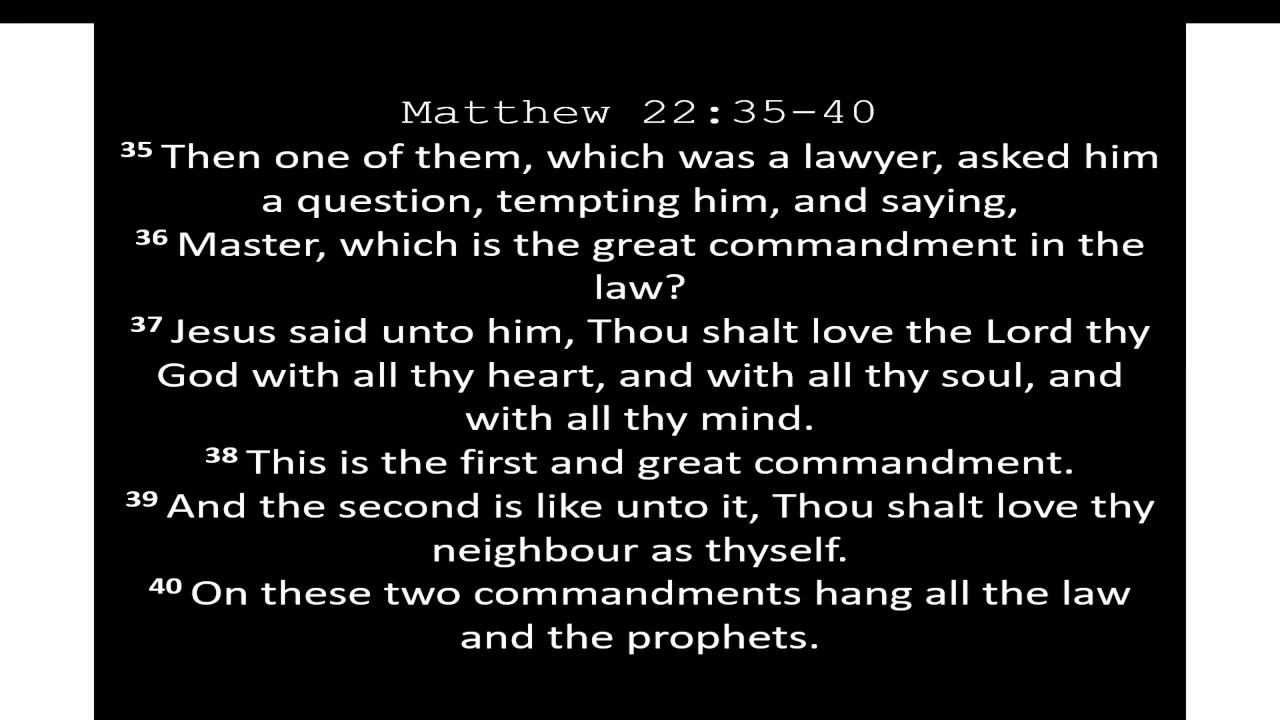 Matthew 22:35-40
35 Then one of them, which was a lawyer, asked him
a question, tempting him, and saying,
36 Master, which is the great commandment in the
law?
37 Jesus said unto him, Thou shalt love the Lord thy
God with all thy heart, and with all thy soul, and
with all thy mind.
38 This is the first and great commandment.
39 And the second is like unto it, Thou shalt love thy
neighbour as thyself.
40 On these two commandments hang all the law
and the prophets.